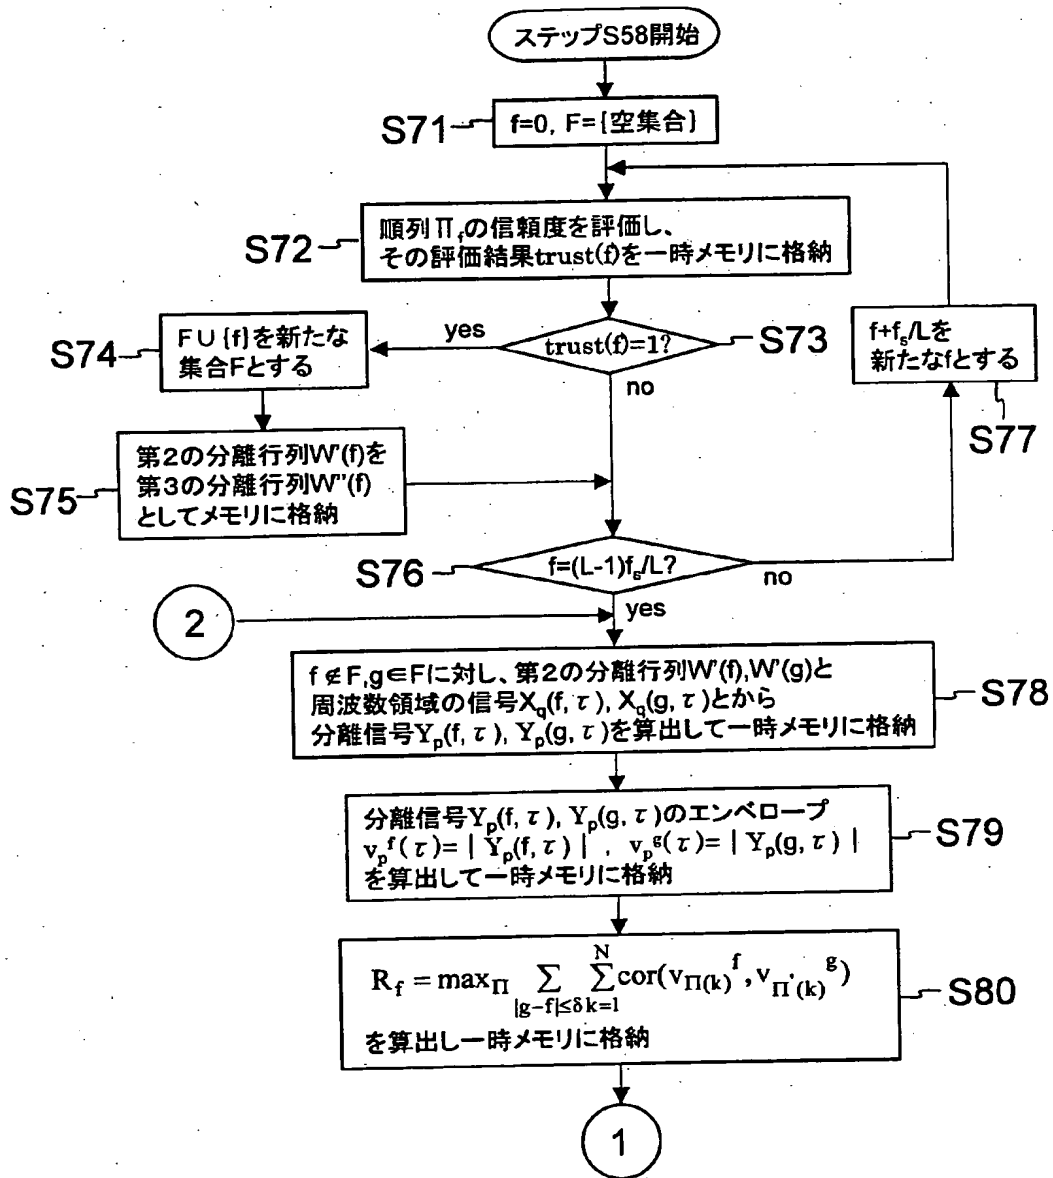 ステップS58開始
S71
f=0, F={空集合}
S72
順列Π_fの信頼度を評価し、
その評価結果trust(f)を一時メモリに格納
S73
trust(f)=1?
yes
no
S74
F∪{f}を新たな
集合Fとする
S75
第2の分離行列W'(f)を
第3の分離行列W''(f)
としてメモリに格納
S77
f+f_s/Lを
新たなfとする
S76
f=(L-1)f_s/L?
no
yes
2
S78
f∉F,g∈Fに対し、第2の分離行列W'(f),W'(g)と
周波数領域の信号X_q(f,τ), X_q(g,τ)とから
分離信号Y_p(f,τ), Y_p(g,τ)を算出して一時メモリに格納
S79
分離信号Y_p(f,τ), Y_p(g,τ)のエンベロープ
v_p^f(τ)=|Y_p(f,τ)|, v_p^g(τ)=|Y_p(g,τ)|
を算出して一時メモリに格納
S80
R_f = max_Π Σ_{|g-f|≤δ} Σ_{k=1}^N cor(v_{Π(k)}^f, v_{Π'(k)}^g)
を算出し一時メモリに格納
1